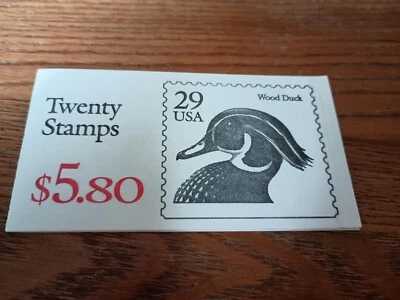 Twenty
Stamps
$5.80
29
USA
Wood Duck